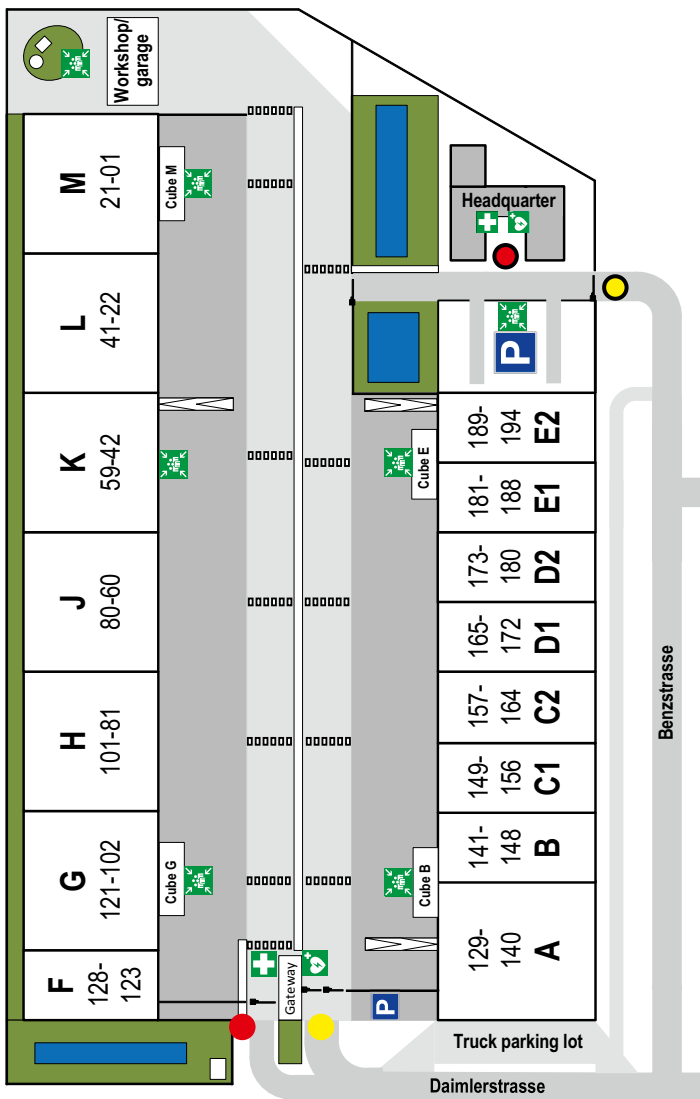 Workshop/
garage
M
21-01
Cube M
Headquarter
L
41-22
P
K
59-42
189-
194
E2
Cube E
181-
188
E1
J
80-60
173-
180
D2
165-
172
D1
Benzstrasse
H
101-81
157-
164
C2
149-
156
C1
G
121-102
Cube G
141-
148
B
Cube B
F
128-
123
Gateway
129-
140
A
P
Truck parking lot
Daimlerstrasse